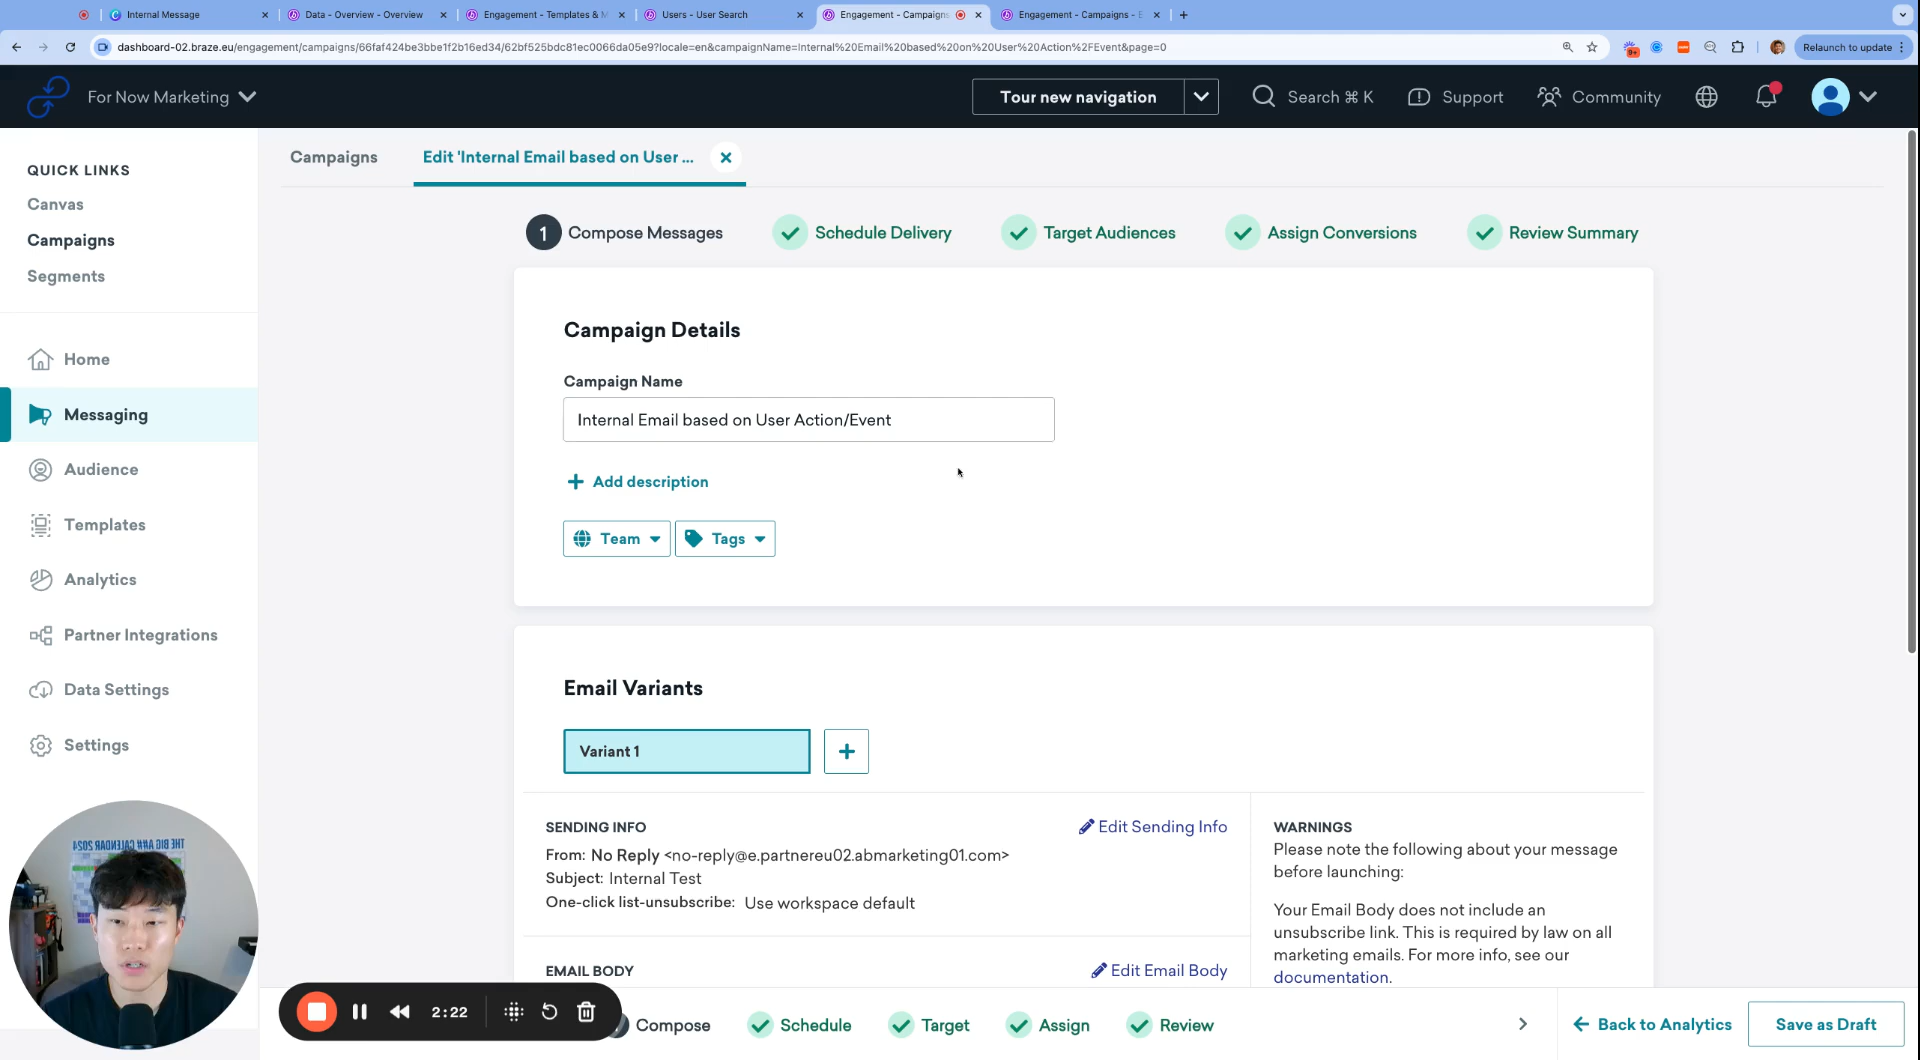 Internal Message
Data - Overview - Overview
Engagement - Templates & M
Users - User Search
Engagement - Campaigns
Engagement - Campaigns - E
dashboard-02.braze.eu/engagement/campaigns/66faf424be3bbe1f2b16ed34/62bf525bdc81ec0066da05e9?locale=en&campaignName=Internal%20Email%20based%20on%20User%20Action%2FEvent&page=0
9+
Relaunch to update
For Now Marketing
Tour new navigation
Search ⌘ K
Support
Community
QUICK LINKS
Canvas
Campaigns
Segments
Home
Messaging
Audience
Templates
Analytics
Partner Integrations
Data Settings
Settings
Campaigns
Edit 'Internal Email based on User ...
1 Compose Messages
Schedule Delivery
Target Audiences
Assign Conversions
Review Summary
Campaign Details
Campaign Name
Internal Email based on User Action/Event
Add description
Team
Tags
Email Variants
Variant 1
SENDING INFO
Edit Sending Info
From: No Reply <no-reply@e.partnereu02.abmarketing01.com>
Subject: Internal Test
One-click list-unsubscribe: Use workspace default
EMAIL BODY
Edit Email Body
WARNINGS
Please note the following about your message
before launching:
Your Email Body does not include an
unsubscribe link. This is required by law on all
marketing emails. For more info, see our
documentation.
THE BIG A## CALENDAR 2024
2:22
Compose
Schedule
Target
Assign
Review
Back to Analytics
Save as Draft